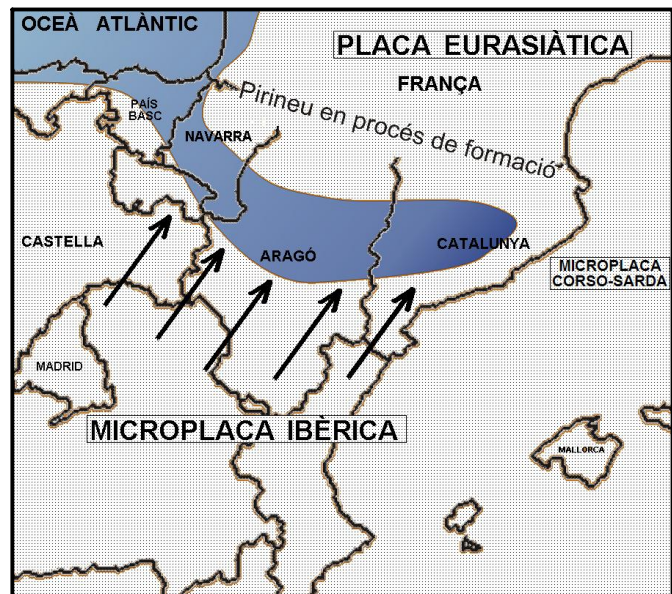 OCEÀ ATLÀNTIC
PLACA EURASIÀTICA
FRANÇA
PAÍS
BASC
NAVARRA
Pirineu en procés de formació
CASTELLA
ARAGÓ
CATALUNYA
MICROPLACA
CORSO-SARDA
MADRID
MICROPLACA IBÈRICA
MALLORCA